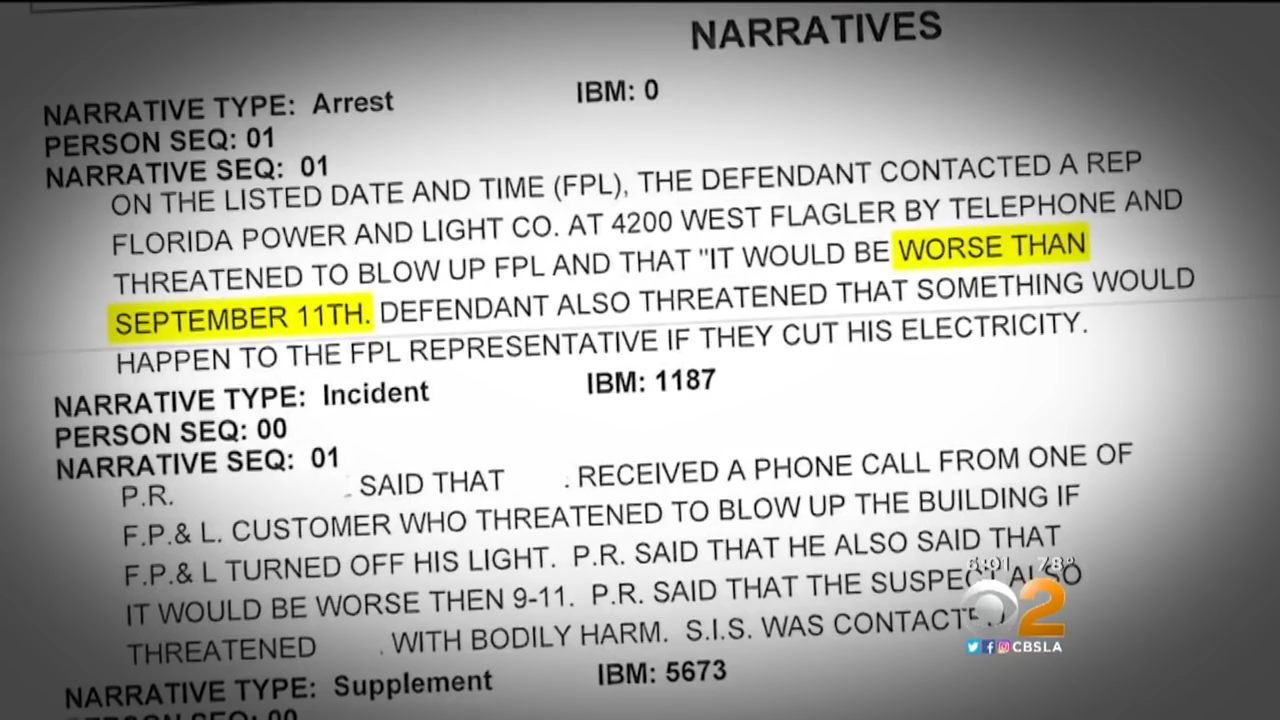 NARRATIVES
NARRATIVE TYPE: Arrest IBM: 0
PERSON SEQ: 01
NARRATIVE SEQ: 01
ON THE LISTED DATE AND TIME (FPL), THE DEFENDANT CONTACTED A REP
FLORIDA POWER AND LIGHT CO. AT 4200 WEST FLAGLER BY TELEPHONE AND
THREATENED TO BLOW UP FPL AND THAT "IT WOULD BE WORSE THAN
SEPTEMBER 11TH. DEFENDANT ALSO THREATENED THAT SOMETHING WOULD
HAPPEN TO THE FPL REPRESENTATIVE IF THEY CUT HIS ELECTRICITY.
NARRATIVE TYPE: Incident IBM: 1187
PERSON SEQ: 00
NARRATIVE SEQ: 01
P.R. . SAID THAT . RECEIVED A PHONE CALL FROM ONE OF
F.P.& L. CUSTOMER WHO THREATENED TO BLOW UP THE BUILDING IF
F.P.& L TURNED OFF HIS LIGHT. P.R. SAID THAT HE ALSO SAID THAT
IT WOULD BE WORSE THEN 9-11. P.R. SAID THAT THE SUSPECT ALSO
THREATENED . WITH BODILY HARM. S.I.S. WAS
NARRATIVE TYPE: Supplement IBM: 5673
PERSON SEQ: 00
6:01 78°
2
CBSLA